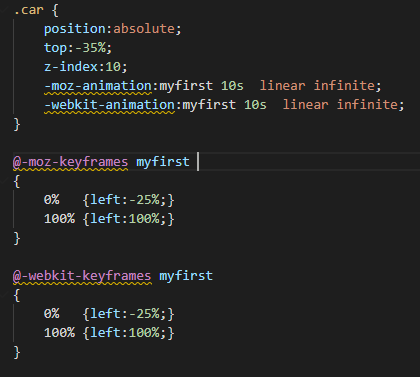 .car {
position:absolute;
top:-35%;
z-index:10;
-moz-animation:myfirst 10s  linear infinite;
-webkit-animation:myfirst 10s  linear infinite;
}
@-moz-keyframes myfirst
{
0%   {left:-25%;}
100% {left:100%;}
}
@-webkit-keyframes myfirst
{
0%   {left:-25%;}
100% {left:100%;}
}